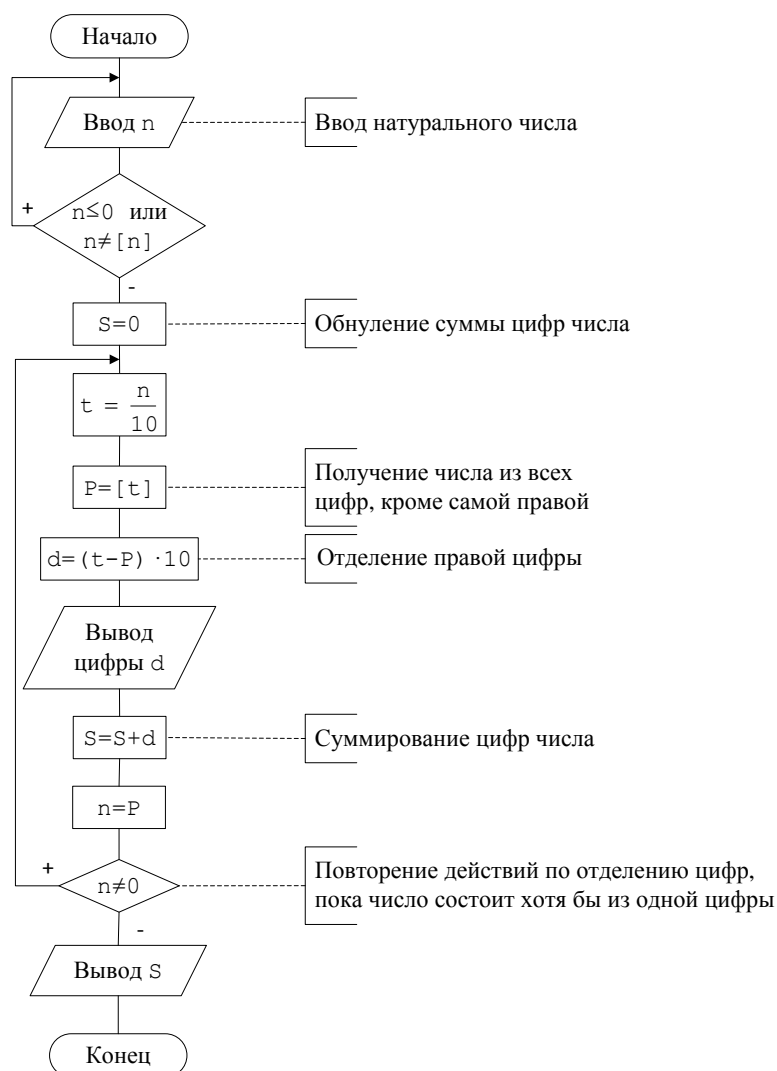 Начало
Ввод n
Ввод натурального числа
+
n≤0 или
n≠[n]
-
S=0
Обнуление суммы цифр числа
t = n
10
P=[t]
Получение числа из всех
цифр, кроме самой правой
d=(t-P)·10
Отделение правой цифры
Вывод
цифры d
S=S+d
Суммирование цифр числа
n=P
+
n≠0
Повторение действий по отделению цифр,
пока число состоит хотя бы из одной цифры
-
Вывод S
Конец